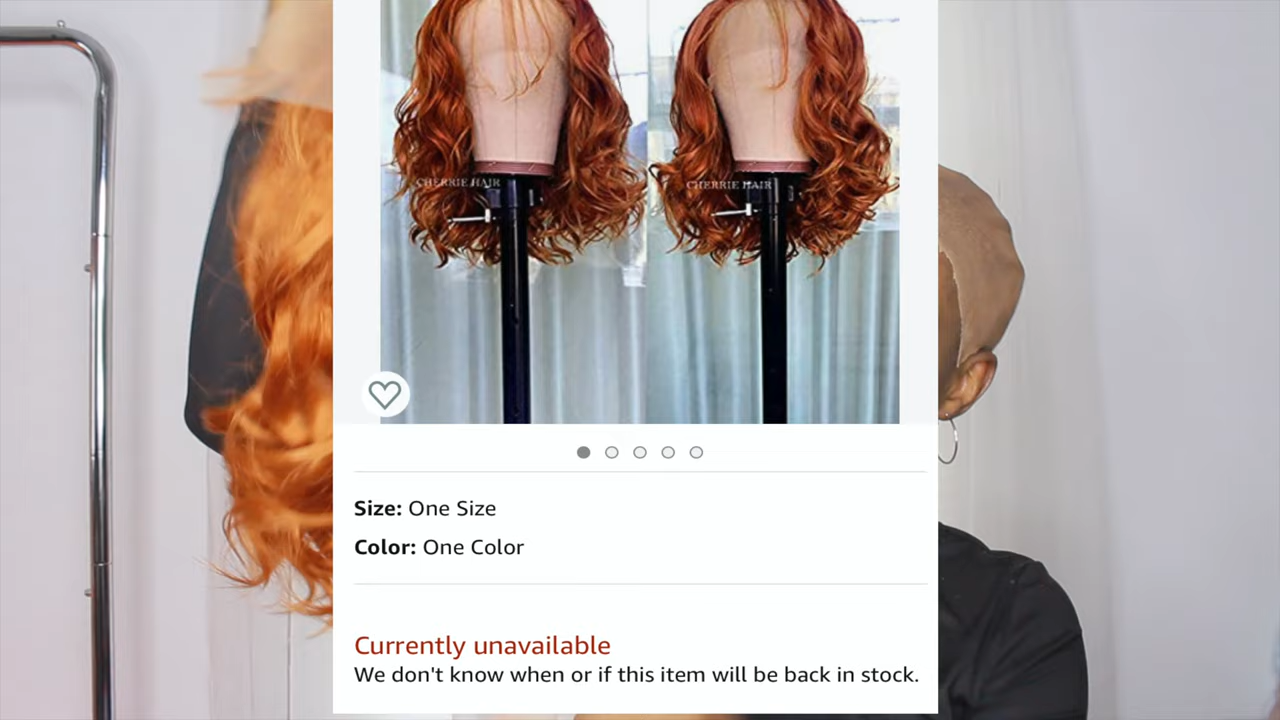 CHERRIE HAIR CHERRIE HAIR
Size: One Size
Color: One Color
Currently unavailable
We don't know when or if this item will be back in stock.